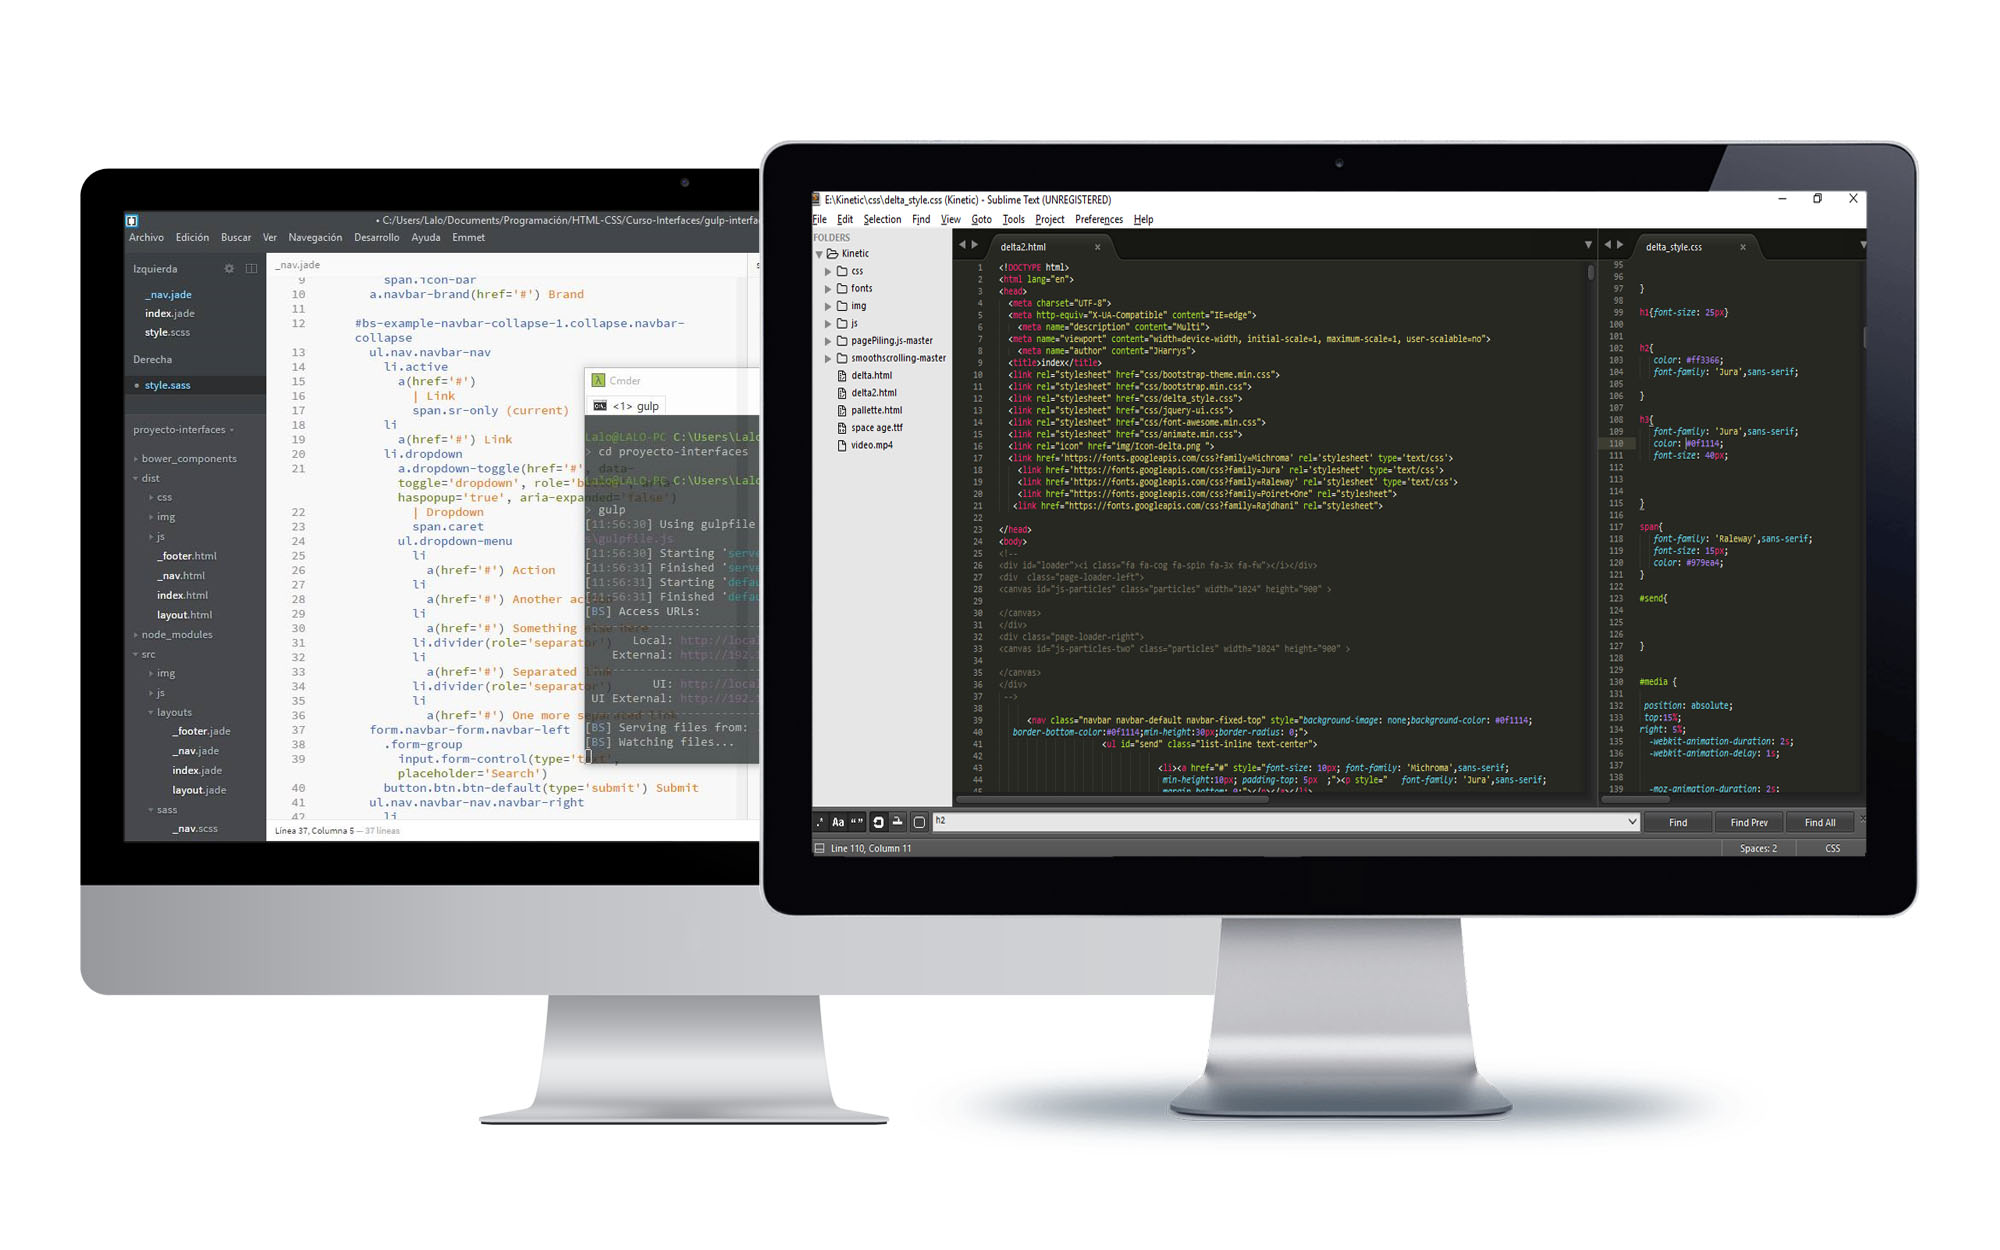 • C:/Users/Lalo/Documents/Programación/HTML-CSS/Curso-Interfaces/gulp-interfa
Archivo Edición Buscar Ver Navegación Desarrollo Ayuda Emmet
Izquierda
_nav.jade
index.jade
style.scss
Derecha
• style.sass
proyecto-interfaces
bower_components
dist
css
img
js
_footer.html
_nav.html
index.html
layout.html
node_modules
src
img
js
layouts
_footer.jade
_nav.jade
index.jade
layout.jade
sass
_nav.scss
_nav.jade
9 span.icon-bar
10 a.navbar-brand(href='#') Brand
11
12 #bs-example-navbar-collapse-1.collapse.navbar-
collapse
13 ul.nav.navbar-nav
14 li.active
15 a(href='#')
16 | Link
17 span.sr-only (current)
18 li
19 a(href='#') Link
20 li.dropdown
21 a.dropdown-toggle(href='#', data-
toggle='dropdown', role=
haspopup='true', aria-expanded='false')
22 | Dropdown
23 span.caret
24 ul.dropdown-menu
25 li
26 a(href='#') Action
27 li
28 a(href='#') Another
29 li
30 a(href='#') Something else here
31 li.divider(role='separator')
32 li
33 a(href='#') Separated link
34 li.divider(role='separator')
35 li
36 a(href='#') One more separated link
37 form.navbar-form.navbar-left
38 .form-group
39 input.form-control(type='text',
placeholder='Search')
40 button.btn.btn-default(type='submit') Submit
41 ul.nav.navbar-nav.navbar-right
42 li
Línea 37, Columna 5 — 37 líneas
Cmder
<1> gulp
Lalo@LALO-PC C:\Users\Lalo
> cd proyecto-interfaces
Lalo@LALO-PC C:\Users\Lalo
> gulp
[11:56:30] Using gulpfile
s\gulpfile.js
[11:56:30] Starting 'serve
[11:56:31] Finished 'serve
[11:56:31] Starting 'defau
[11:56:31] Finished 'defau
[BS] Access URLs:
Local: http://local
External: http://192.
UI: http://local
UI External: http://192.
[BS] Serving files from:
[BS] Watching files...
E:\Kinetic\css\delta_style.css (Kinetic) - Sublime Text (UNREGISTERED)
File Edit Selection Find View Goto Tools Project Preferences Help
FOLDERS
Kinetic
css
fonts
img
js
pagePiling.js-master
smoothscrolling-master
delta.html
delta2.html
pallette.html
space age.ttf
video.mp4
delta2.html ×
1 <!DOCTYPE html>
2 <html lang="en">
3 <head>
4 <meta charset="UTF-8">
5 <meta http-equiv="X-UA-Compatible" content="IE=edge">
6 <meta name="description" content="Multi">
7 <meta name="viewport" content="width=device-width, initial-scale=1, maximum-scale=1, user-scalable=no">
8 <meta name="author" content="JHarrys">
9 <title>index</title>
10 <link rel="stylesheet" href="css/bootstrap-theme.min.css">
11 <link rel="stylesheet" href="css/bootstrap.min.css">
12 <link rel="stylesheet" href="css/delta_style.css">
13 <link rel="stylesheet" href="css/jquery-ui.css">
14 <link rel="stylesheet" href="css/font-awesome.min.css">
15 <link rel="stylesheet" href="css/animate.min.css">
16 <link rel="icon" href="img/Icon-delta.png ">
17 <link href='https://fonts.googleapis.com/css?family=Michroma' rel='stylesheet' type='text/css'>
18 <link href='https://fonts.googleapis.com/css?family=Jura' rel='stylesheet' type='text/css'>
19 <link href='https://fonts.googleapis.com/css?family=Raleway' rel='stylesheet' type='text/css'>
20 <link href="https://fonts.googleapis.com/css?family=Poiret+One" rel="stylesheet">
21 <link href="https://fonts.googleapis.com/css?family=Rajdhani" rel="stylesheet">
22
23 </head>
24 <body>
25 <!--
26 <div id="loader"><i class="fa fa-cog fa-spin fa-3x fa-fw"></i></div>
27 <div class="page-loader-left">
28 <canvas id="js-particles" class="particles" width="1024" height="900" >
29
30 </canvas>
31 </div>
32 <div class="page-loader-right">
33 <canvas id="js-particles-two" class="particles" width="1024" height="900" >
34
35 </canvas>
36 </div>
37 -->
38
39 <nav class="navbar navbar-default navbar-fixed-top" style="background-image: none;background-color: #0f1114;
40 border-bottom-color:#0f1114;min-height:30px;border-radius: 0;">
41 <ul id="send" class="list-inline text-center">
42
43 <li><a href="#" style="font-size: 10px; font-family: 'Michroma',sans-serif;
44 min-height:10px; padding-top: 5px ;"><p style=" font-family: 'Jura',sans-serif;
45 margin-bottom: 0;"></p></a></li>
delta_style.css ×
95
96
97 }
98
99 h1{font-size: 25px}
100
101
102 h2{
103 color: #ff3366;
104 font-family: 'Jura',sans-serif;
105
106 }
107
108 h3{
109 font-family: 'Jura',sans-serif;
110 color: #0f1114;
111 font-size: 40px;
112
113
114
115 }
116
117 span{
118 font-family: 'Raleway',sans-serif;
119 font-size: 15px;
120 color: #979ea4;
121 }
122
123 #send{
124
125
126
127 }
128
129
130 #media {
131
132 position: absolute;
133 top:15%;
134 right: 5%;
135 -webkit-animation-duration: 2s;
136 -webkit-animation-delay: 1s;
137
138
139 -moz-animation-duration: 2s;
.* Aa “ ” h2 Find Find Prev Find All
Line 110, Column 11 Spaces: 2 CSS